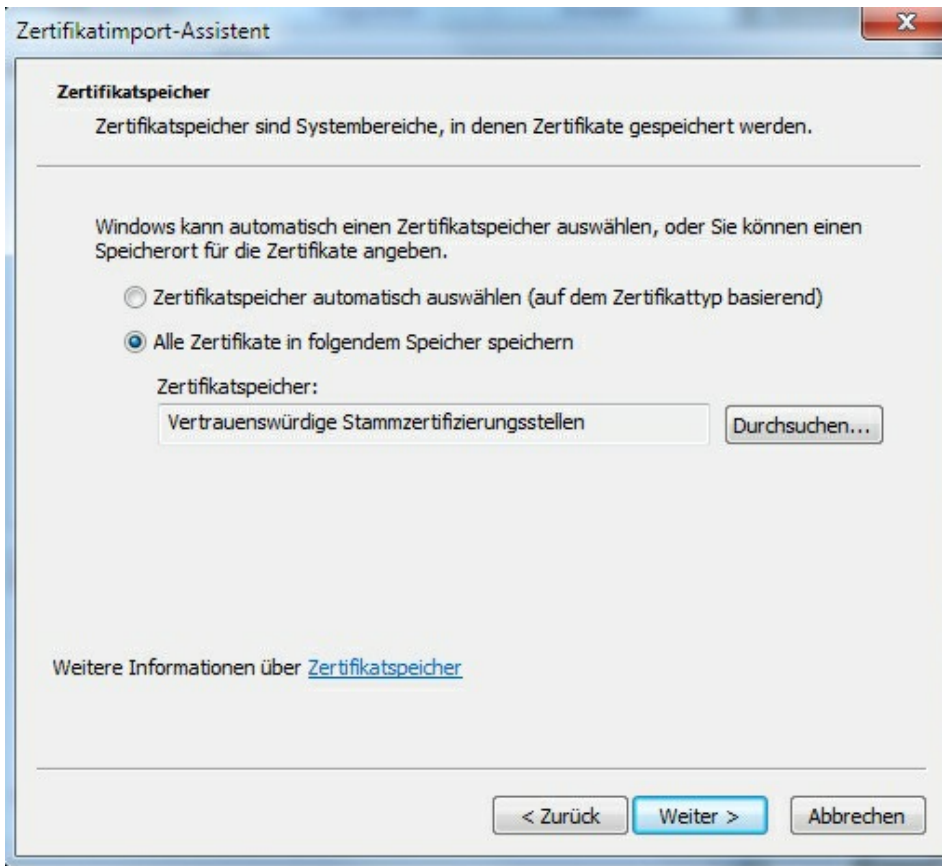 Zertifikatimport-Assistent
Zertifikatspeicher
Zertifikatspeicher sind Systembereiche, in denen Zertifikate gespeichert werden.
Windows kann automatisch einen Zertifikatspeicher auswählen, oder Sie können einen
Speicherort für die Zertifikate angeben.
Zertifikatspeicher automatisch auswählen (auf dem Zertifikattyp basierend)
Alle Zertifikate in folgendem Speicher speichern
Zertifikatspeicher:
Vertrauenswürdige Stammzertifizierungsstellen
Durchsuchen...
Weitere Informationen über Zertifikatspeicher
< Zurück
Weiter >
Abbrechen